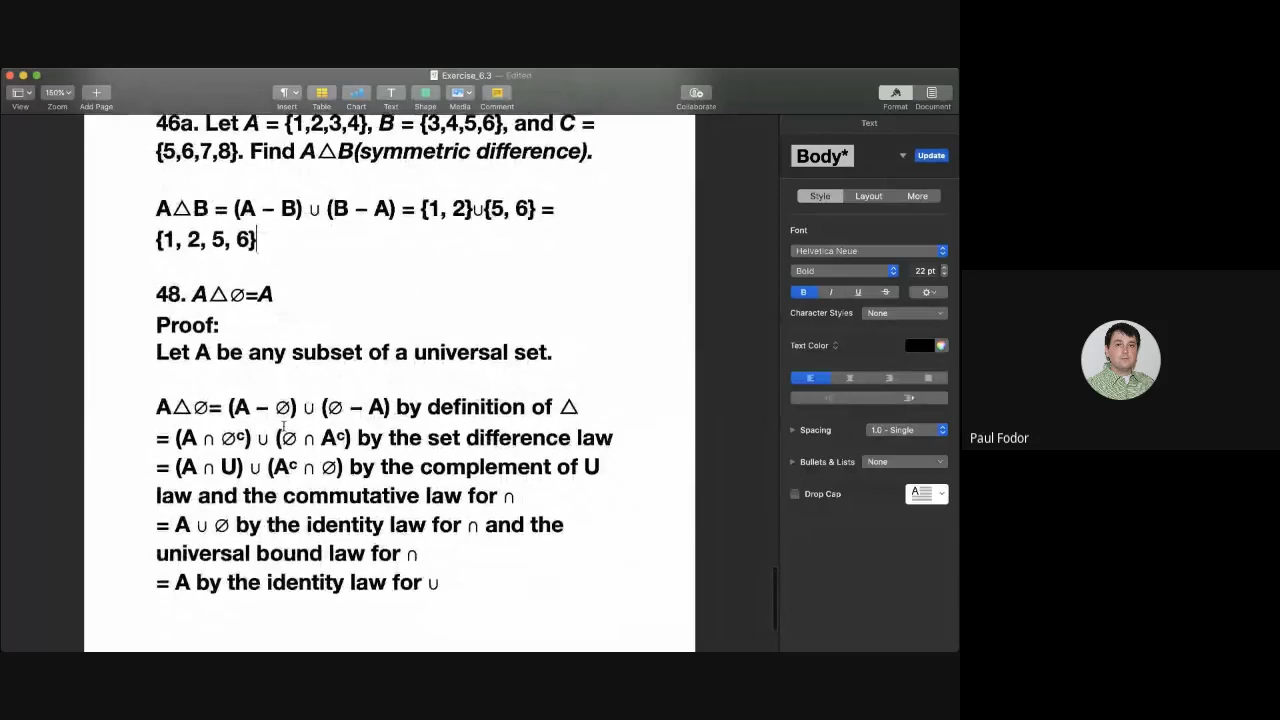 Exercise_6.3 — Edited
View
150%
Zoom
Add Page
Insert
Table
Chart
Text
Shape
Media
Comment
Collaborate
Format
Document
46a. Let A = {1,2,3,4}, B = {3,4,5,6}, and C =
{5,6,7,8}. Find A△B(symmetric difference).
A△B = (A − B) ∪ (B − A) = {1, 2}∪{5, 6} =
{1, 2, 5, 6}
48. A△∅=A
Proof:
Let A be any subset of a universal set.
A△∅= (A − ∅) ∪ (∅ − A) by definition of △
= (A ∩ ∅ᶜ) ∪ (∅ ∩ Aᶜ) by the set difference law
= (A ∩ U) ∪ (Aᶜ ∩ ∅) by the complement of U
law and the commutative law for ∩
= A ∪ ∅ by the identity law for ∩ and the
universal bound law for ∩
= A by the identity law for ∪
Text
Body*
Update
Style
Layout
More
Font
Helvetica Neue
Bold
22 pt
B I U S
Character Styles
None
Text Color
Spacing
1.0 - Single
Bullets & Lists
None
Drop Cap
A
Paul Fodor